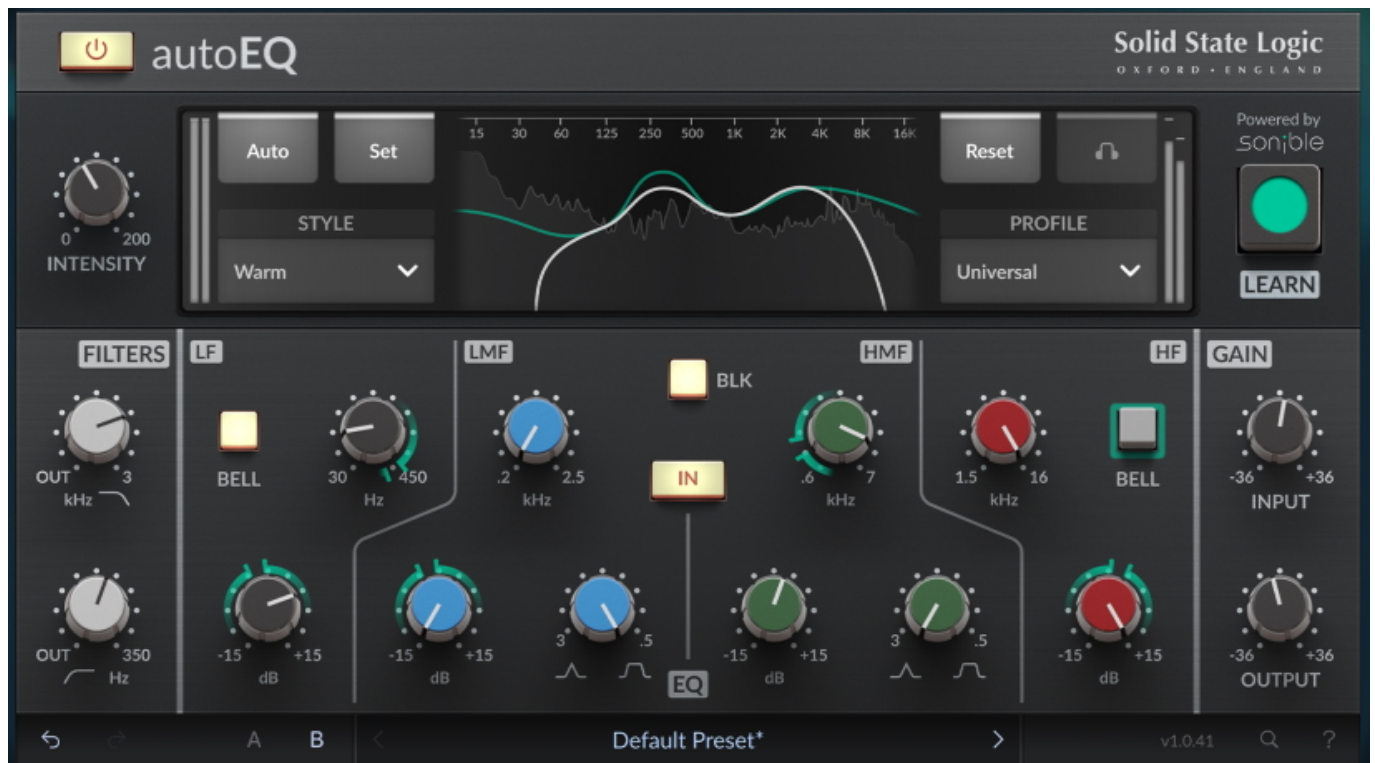 autoEQ
Solid State Logic
OXFORD • ENGLAND
0 200
INTENSITY
Auto Set
STYLE
Warm
15 30 60 125 250 500 1K 2K 4K 8K 16K
Reset
PROFILE
Universal
Powered by
sonible
LEARN
FILTERS
OUT 3
kHz
OUT 350
Hz
LF
BELL
30 450
Hz
-15 +15
dB
LMF
.2 2.5
kHz
-15 +15
dB
3 .5
BLK
IN
EQ
HMF
.6 7
kHz
-15 +15
dB
3 .5
HF
1.5 16
kHz
BELL
-15 +15
dB
GAIN
-36 +36
INPUT
-36 +36
OUTPUT
A B
Default Preset*
v1.0.41
?